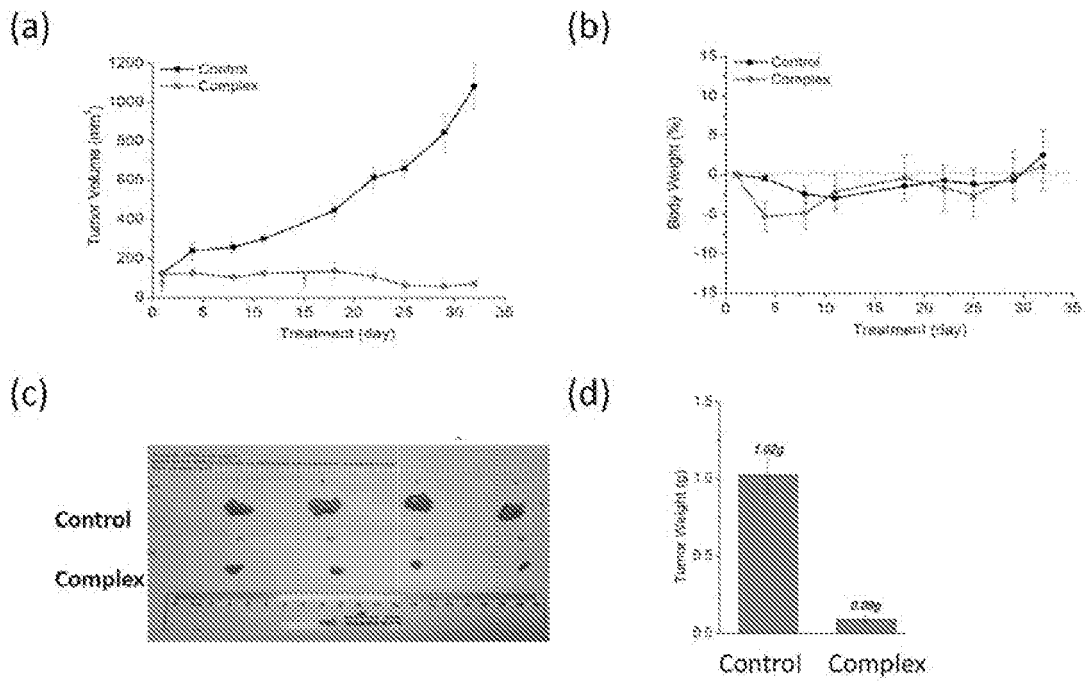 (a)
1200
1000
800
600
400
200
0
Tumor Volume (mm³)
Control
Complex
0 5 10 15 20 25 30 35
Treatment (day)
(b)
15
10
5
0
-5
-10
-15
Body Weight (%)
Control
Complex
0 5 10 15 20 25 30 35
Treatment (day)
(c)
Control
Complex
(d)
1.5
1.0
0.5
0.0
Tumor Weight (g)
1.02g
0.09g
Control Complex